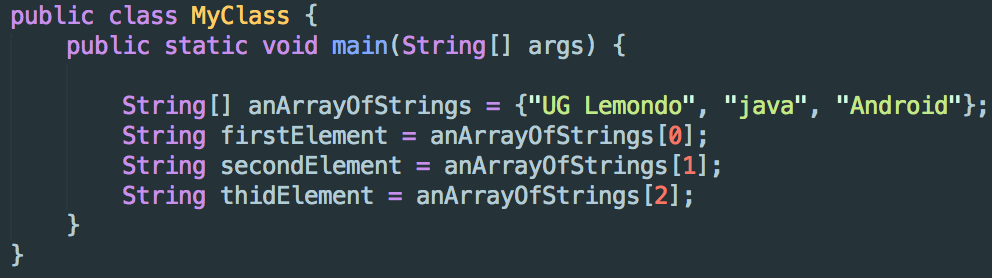 public class MyClass {
public static void main(String[] args) {
String[] anArrayOfStrings = {"UG Lemondo", "java", "Android"};
String firstElement = anArrayOfStrings[0];
String secondElement = anArrayOfStrings[1];
String thidElement = anArrayOfStrings[2];
}
}